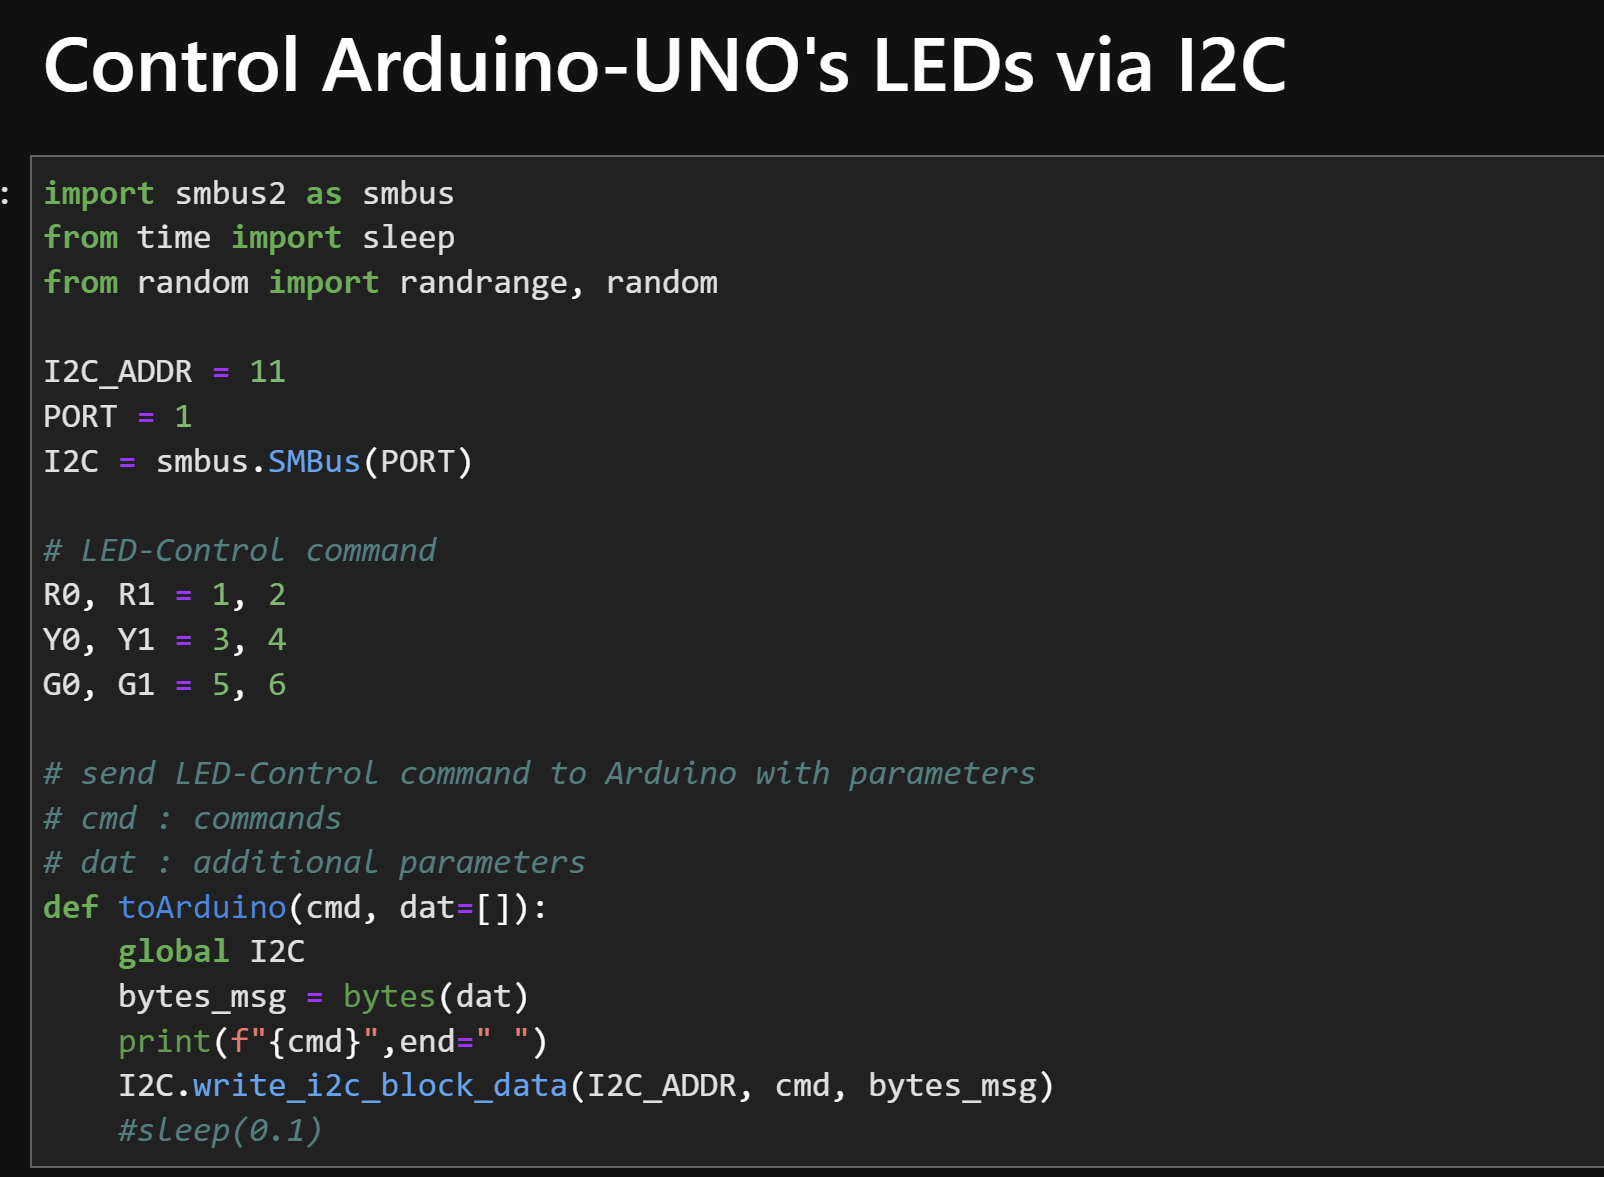 Control Arduino-UNO's LEDs via I2C
:
import smbus2 as smbus
from time import sleep
from random import randrange, random
I2C_ADDR = 11
PORT = 1
I2C = smbus.SMBus(PORT)
# LED-Control command
R0, R1 = 1, 2
Y0, Y1 = 3, 4
G0, G1 = 5, 6
# send LED-Control command to Arduino with parameters
# cmd : commands
# dat : additional parameters
def toArduino(cmd, dat=[]):
    global I2C
    bytes_msg = bytes(dat)
    print(f"{cmd}",end=" ")
    I2C.write_i2c_block_data(I2C_ADDR, cmd, bytes_msg)
    #sleep(0.1)